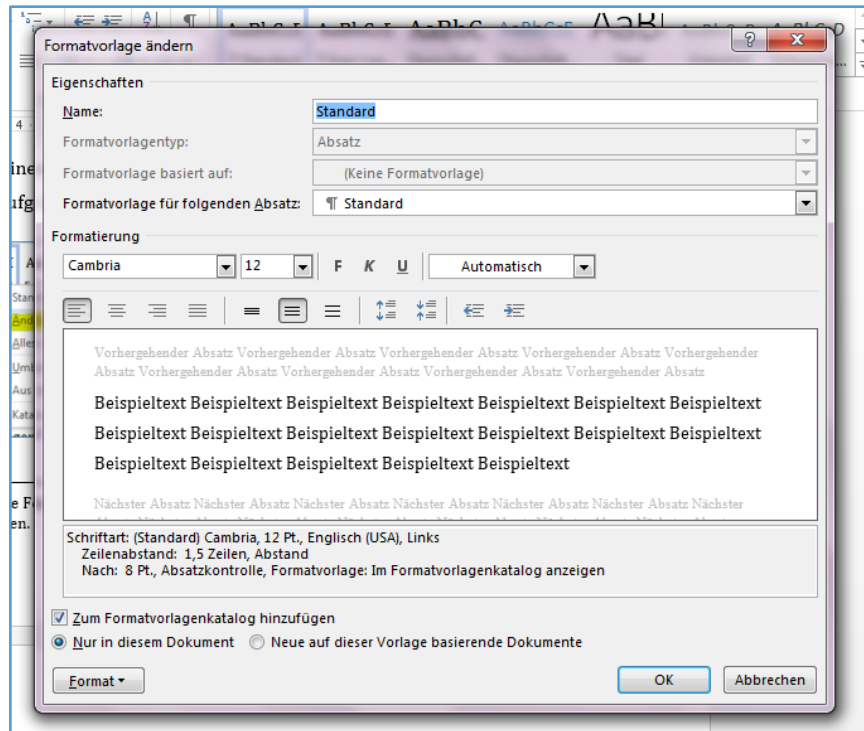 Formatvorlage ändern
Eigenschaften
Name: Standard
Formatvorlagentyp: Absatz
Formatvorlage basiert auf: (Keine Formatvorlage)
Formatvorlage für folgenden Absatz: ¶ Standard
Formatierung
Cambria 12 F K U Automatisch
Vorhergehender Absatz Vorhergehender Absatz Vorhergehender Absatz Vorhergehender Absatz Vorhergehender
Absatz Vorhergehender Absatz Vorhergehender Absatz Vorhergehender Absatz Vorhergehender Absatz
Beispieltext Beispieltext Beispieltext Beispieltext Beispieltext Beispieltext Beispieltext
Beispieltext Beispieltext Beispieltext Beispieltext Beispieltext Beispieltext Beispieltext
Beispieltext Beispieltext Beispieltext Beispieltext Beispieltext
Nächster Absatz Nächster Absatz Nächster Absatz Nächster Absatz Nächster Absatz Nächster Absatz Nächster
Schriftart: (Standard) Cambria, 12 Pt., Englisch (USA), Links
Zeilenabstand: 1,5 Zeilen, Abstand
Nach: 8 Pt., Absatzkontrolle, Formatvorlage: Im Formatvorlagenkatalog anzeigen
Zum Formatvorlagenkatalog hinzufügen
Nur in diesem Dokument Neue auf dieser Vorlage basierende Dokumente
Format OK Abbrechen